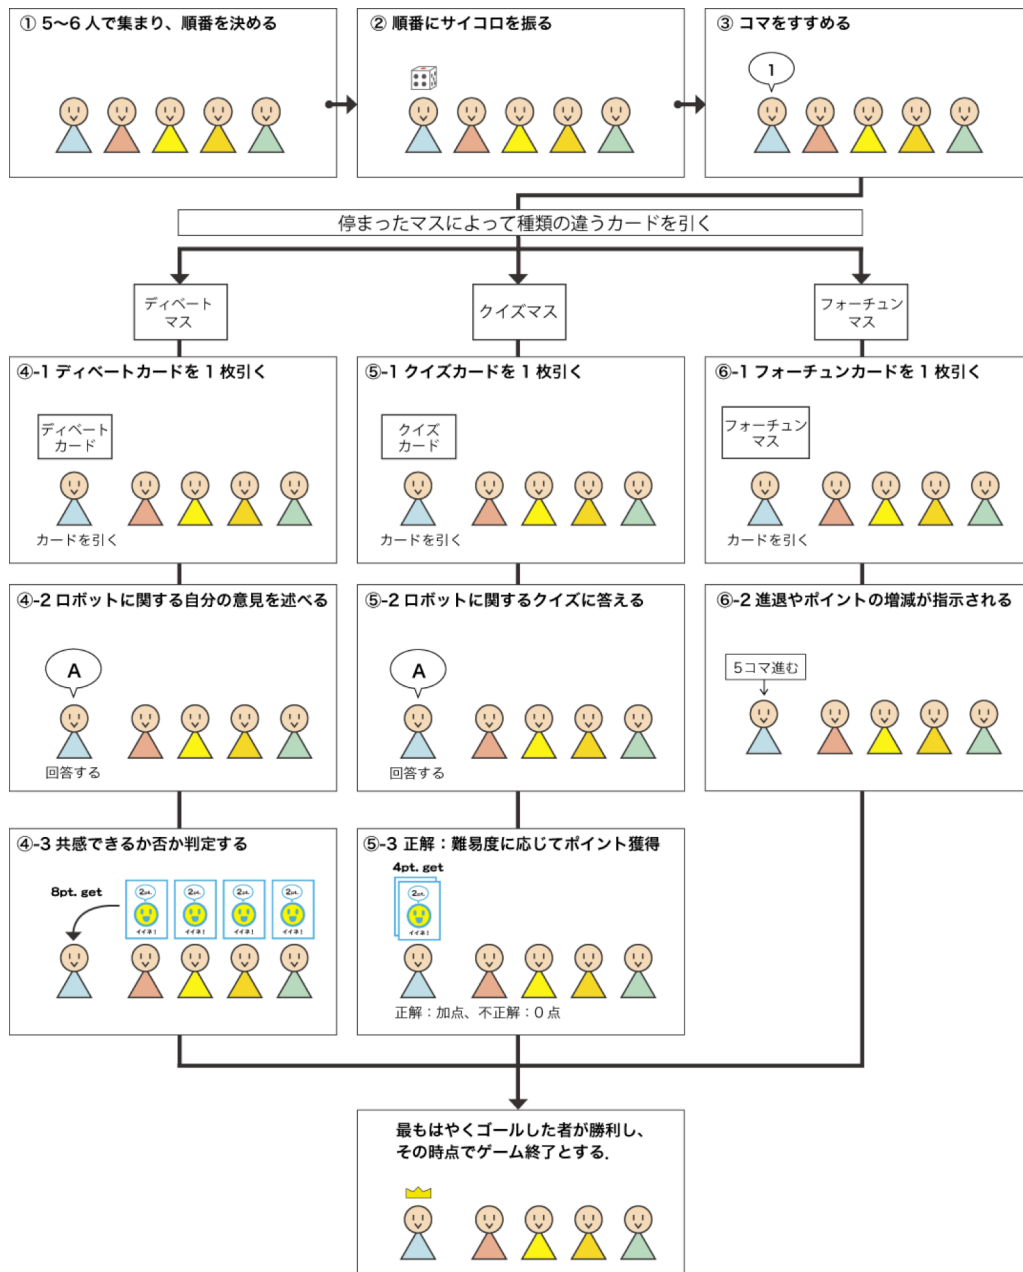 ① 5〜6 人で集まり、順番を決める
② 順番にサイコロを振る
③ コマをすすめる
1
停まったマスによって種類の違うカードを引く
ディベート
マス
クイズマス
フォーチュン
マス
④-1 ディベートカードを 1 枚引く
ディベート
カード
カードを引く
⑤-1 クイズカードを 1 枚引く
クイズ
カード
カードを引く
⑥-1 フォーチュンカードを 1 枚引く
フォーチュン
マス
カードを引く
④-2 ロボットに関する自分の意見を述べる
A
回答する
⑤-2 ロボットに関するクイズに答える
A
回答する
⑥-2 進退やポイントの増減が指示される
5コマ進む
④-3 共感できるか否か判定する
8pt. get
2pt.
イイネ！
2pt.
イイネ！
2pt.
イイネ！
2pt.
イイネ！
⑤-3 正解：難易度に応じてポイント獲得
4pt. get
2pt.
イイネ！
正解：加点、不正解：0 点
最もはやくゴールした者が勝利し、
その時点でゲーム終了とする.